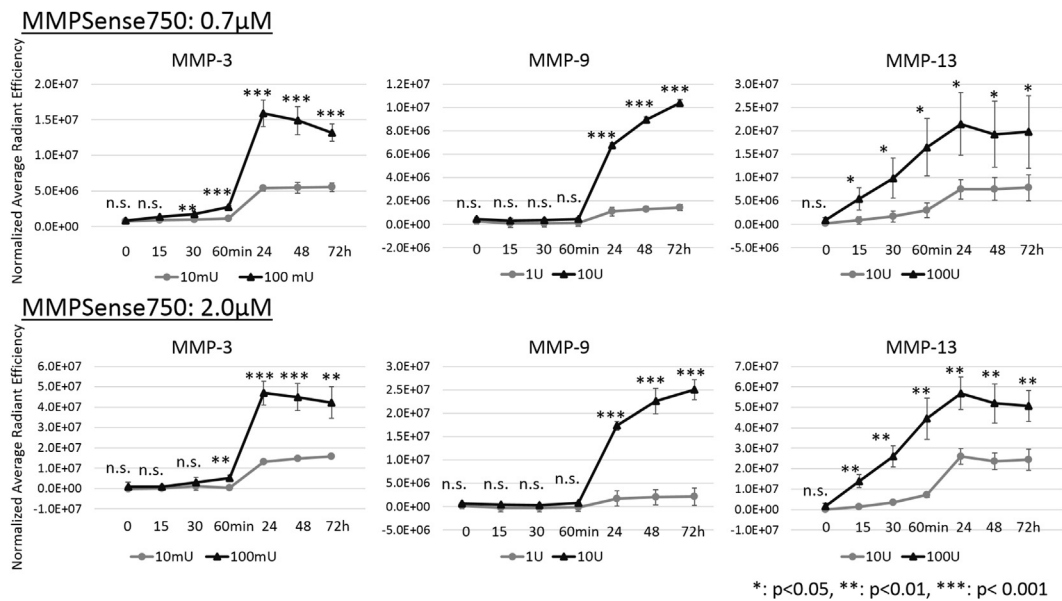 MMPSense750: 0.7μM
Normalized Average Radiant Efficiency
MMP-3
2.0E+07
1.5E+07
1.0E+07
5.0E+06
0.0E+00
n.s. n.s. ** *** *** *** ***
0 15 30 60min 24 48 72h
10mU 100 mU
MMP-9
1.2E+07
1.0E+07
8.0E+06
6.0E+06
4.0E+06
2.0E+06
0.0E+00
-2.0E+06
n.s. n.s. n.s. n.s. *** *** ***
0 15 30 60min 24 48 72h
1U 10U
MMP-13
3.0E+07
2.5E+07
2.0E+07
1.5E+07
1.0E+07
5.0E+06
0.0E+00
-5.0E+06
n.s. * * * * * *
0 15 30 60min 24 48 72h
10U 100U
MMPSense750: 2.0μM
Normalized Average Radiant Efficiency
MMP-3
6.0E+07
5.0E+07
4.0E+07
3.0E+07
2.0E+07
1.0E+07
0.0E+00
-1.0E+07
n.s. n.s. n.s. ** *** *** **
0 15 30 60min 24 48 72h
10mU 100mU
MMP-9
3.0E+07
2.5E+07
2.0E+07
1.5E+07
1.0E+07
5.0E+06
0.0E+00
-5.0E+06
n.s. n.s. n.s. n.s. *** *** ***
0 15 30 60min 24 48 72h
1U 10U
MMP-13
7.0E+07
6.0E+07
5.0E+07
4.0E+07
3.0E+07
2.0E+07
1.0E+07
0.0E+00
-1.0E+07
n.s. ** ** ** ** ** **
0 15 30 60min 24 48 72h
10U 100U
*: p<0.05, **: p<0.01, ***: p< 0.001